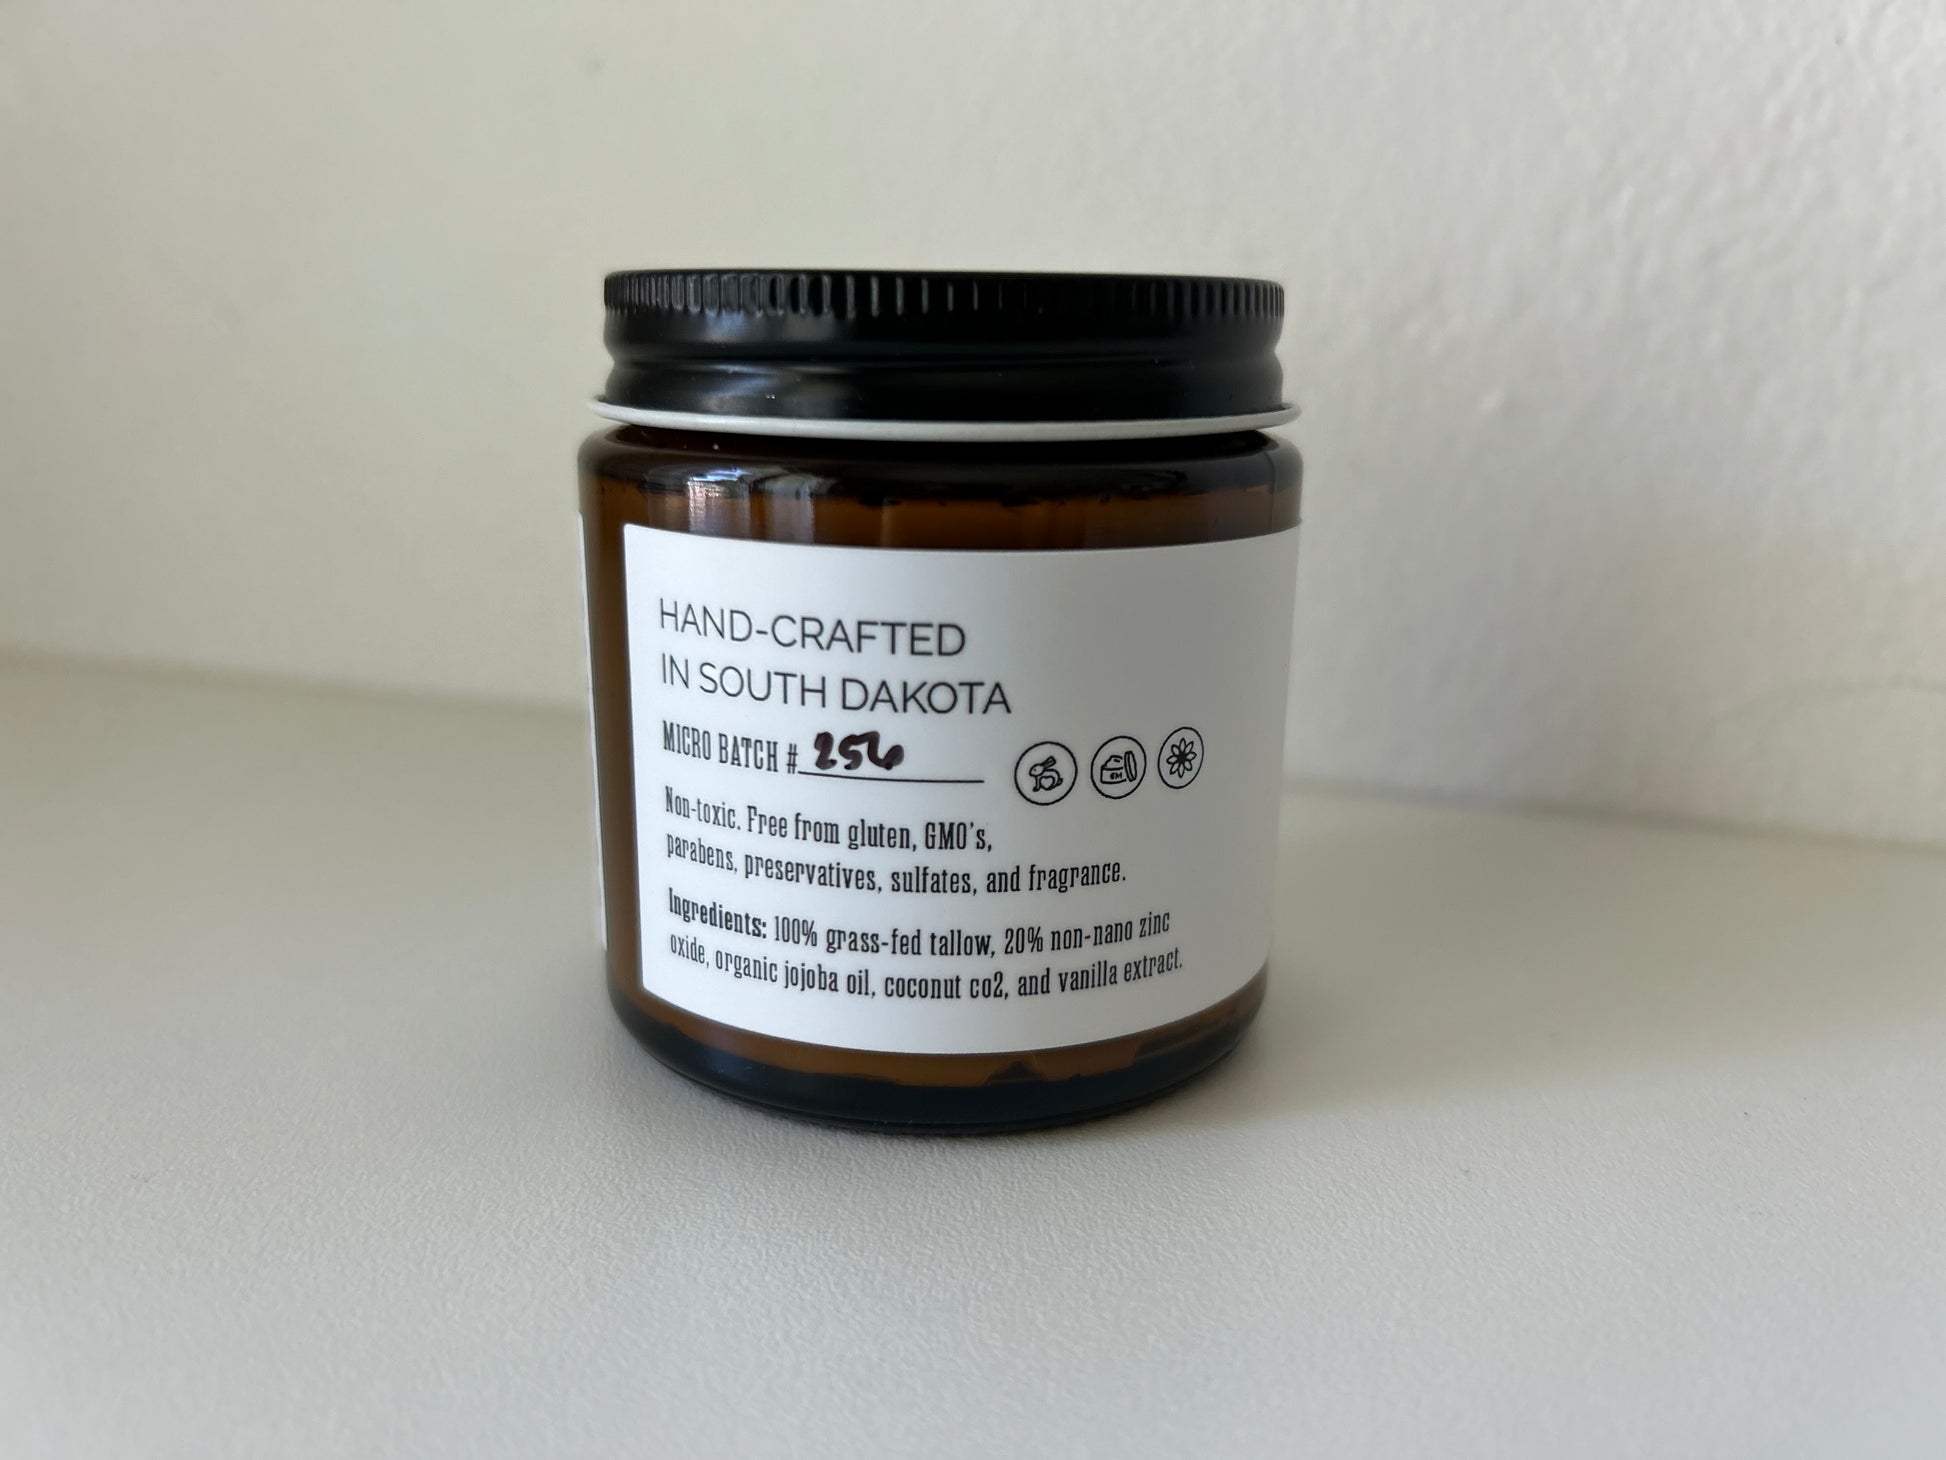 HAND-CRAFTED
IN SOUTH DAKOTA
MICRO BATCH # 256
Non-toxic. Free from gluten, GMO's,
parabens, preservatives, sulfates, and fragrance.
Ingredients: 100% grass-fed tallow, 20% non-nano zinc
oxide, organic jojoba oil, coconut co2, and vanilla extract.